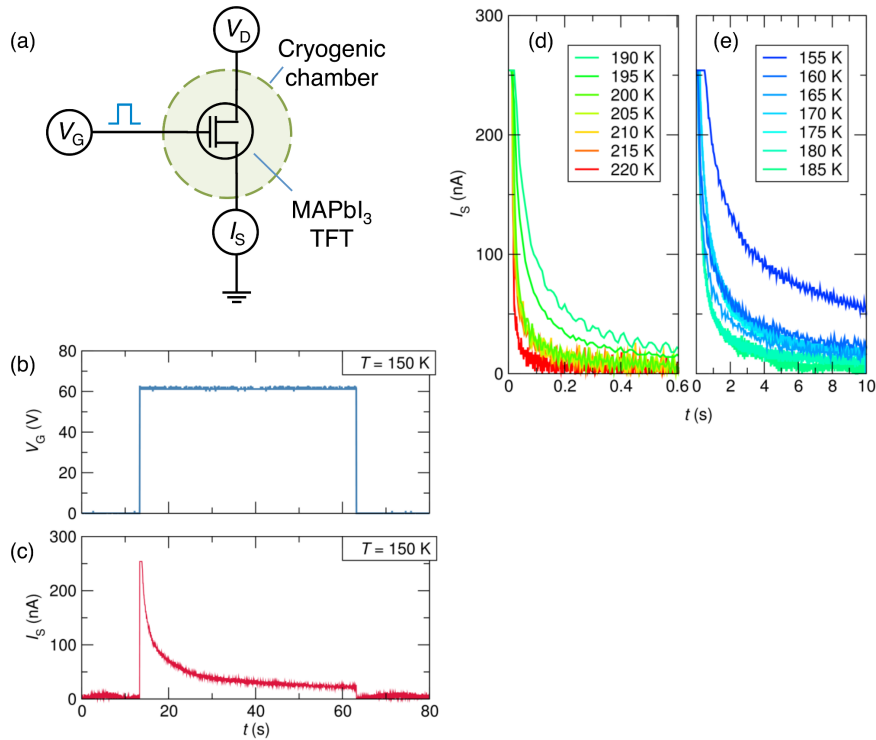 (a)
V_D
Cryogenic
chamber
V_G
MAPbI₃
TFT
I_S
(b)
T = 150 K
80
60
40
20
0
V_G (V)
(c)
T = 150 K
300
200
100
0
I_S (nA)
0 20 40 60 80
t (s)
(d)
190 K
195 K
200 K
205 K
210 K
215 K
220 K
(e)
155 K
160 K
165 K
170 K
175 K
180 K
185 K
300
200
100
0
I_S (nA)
0 0.2 0.4 0.6
0 2 4 6 8 10
t (s)